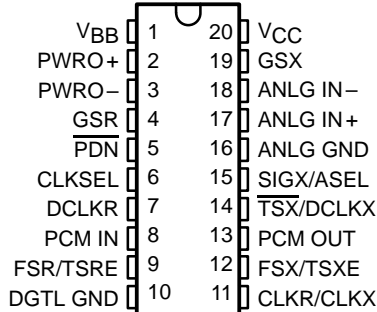 VBB 1 20 VCC
PWRO+ 2 19 GSX
PWRO− 3 18 ANLG IN−
GSR 4 17 ANLG IN+
PDN 5 16 ANLG GND
CLKSEL 6 15 SIGX/ASEL
DCLKR 7 14 TSX/DCLKX
PCM IN 8 13 PCM OUT
FSR/TSRE 9 12 FSX/TSXE
DGTL GND 10 11 CLKR/CLKX